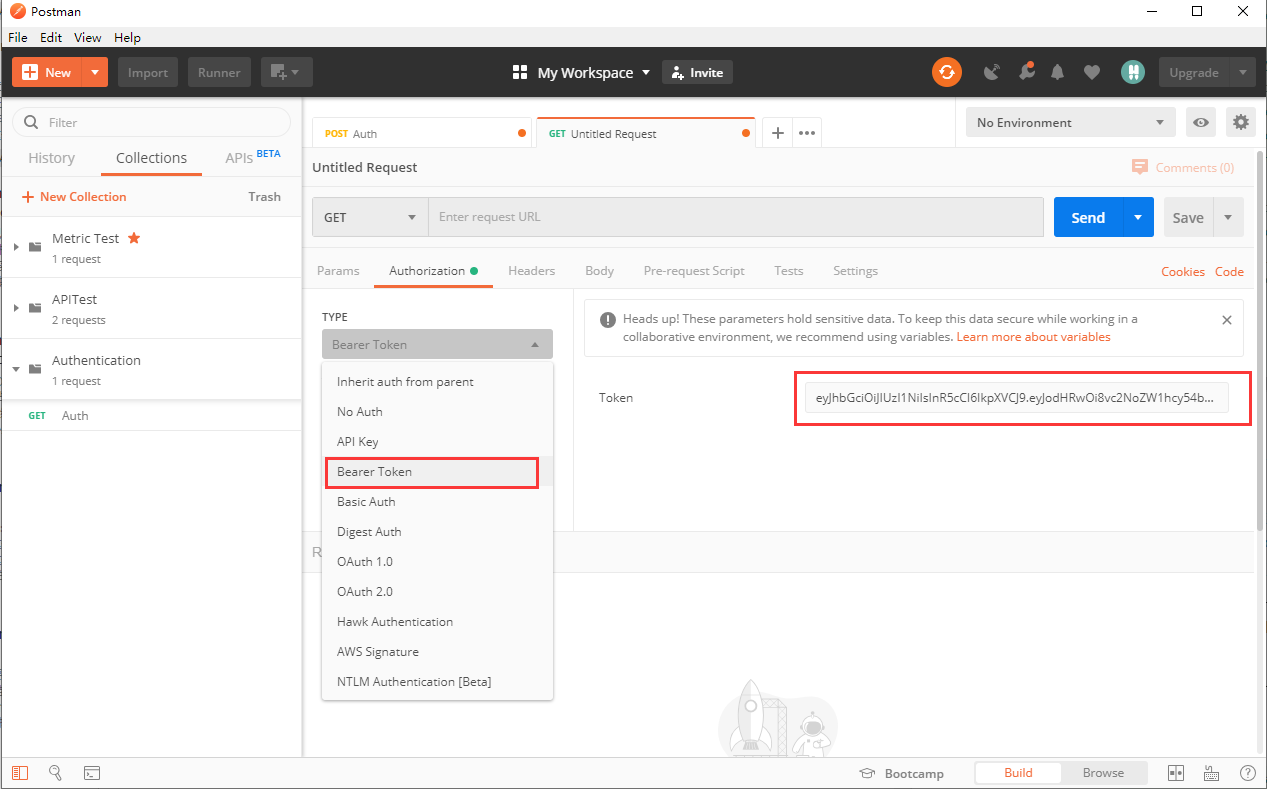 Postman
File Edit View Help
New Import Runner My Workspace Invite Upgrade
Filter
History Collections APIs BETA
New Collection Trash
Metric Test
1 request
APITest
2 requests
Authentication
1 request
GET Auth
POST Auth GET Untitled Request
No Environment
Untitled Request Comments (0)
GET Enter request URL Send Save
Params Authorization Headers Body Pre-request Script Tests Settings Cookies Code
TYPE
Bearer Token
Inherit auth from parent
No Auth
API Key
Bearer Token
Basic Auth
Digest Auth
OAuth 1.0
OAuth 2.0
Hawk Authentication
AWS Signature
NTLM Authentication [Beta]
Heads up! These parameters hold sensitive data. To keep this data secure while working in a
collaborative environment, we recommend using variables. Learn more about variables
Token eyJhbGciOiJIUzI1NiIsInR5cCI6IkpXVCJ9.eyJodHRwOi8vc2NoZW1hcy54b...
R
Bootcamp Build Browse